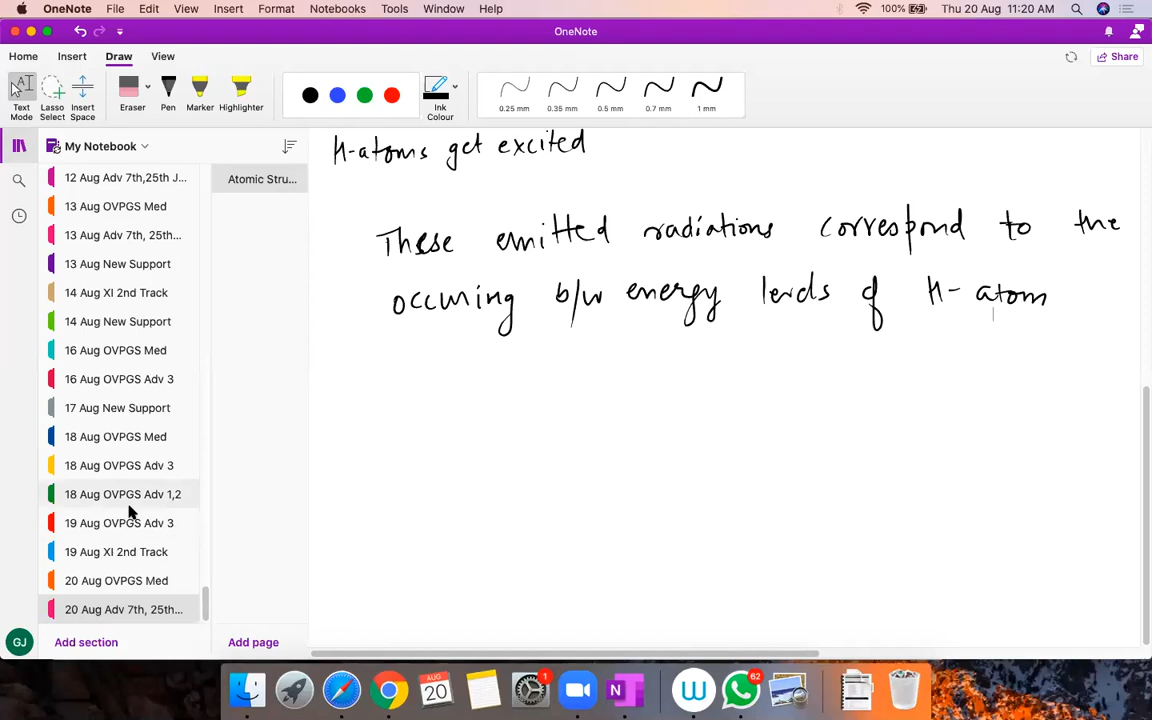 OneNote File Edit View Insert Format Notebooks Tools Window Help 100% Thu 20 Aug 11:20 AM
OneNote
Home Insert Draw View Share
Text Mode
Lasso Select
Insert Space
Eraser
Pen
Marker
Highlighter
Ink Colour
0.25 mm 0.35 mm 0.5 mm 0.7 mm 1 mm
My Notebook
12 Aug Adv 7th,25th J...
13 Aug OVPGS Med
13 Aug Adv 7th, 25th...
13 Aug New Support
14 Aug XI 2nd Track
14 Aug New Support
16 Aug OVPGS Med
16 Aug OVPGS Adv 3
17 Aug New Support
18 Aug OVPGS Med
18 Aug OVPGS Adv 3
18 Aug OVPGS Adv 1,2
19 Aug OVPGS Adv 3
19 Aug XI 2nd Track
20 Aug OVPGS Med
20 Aug Adv 7th, 25th...
Add section
GJ
Atomic Stru...
Add page
H-atoms get excited
These emitted radiations correspond to the
occuring b/w energy levels of H- atom
AUG
20
1
W
N
62